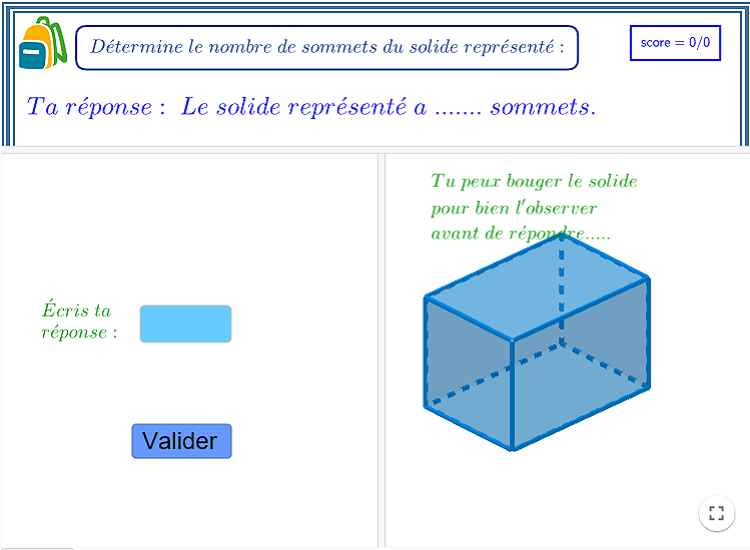 Détermine le nombre de sommets du solide représenté :
score = 0/0
Ta réponse : Le solide représenté a ....... sommets.
Tu peux bouger le solide
pour bien l'observer
avant de répondre.....
Écris ta
réponse :
Valider